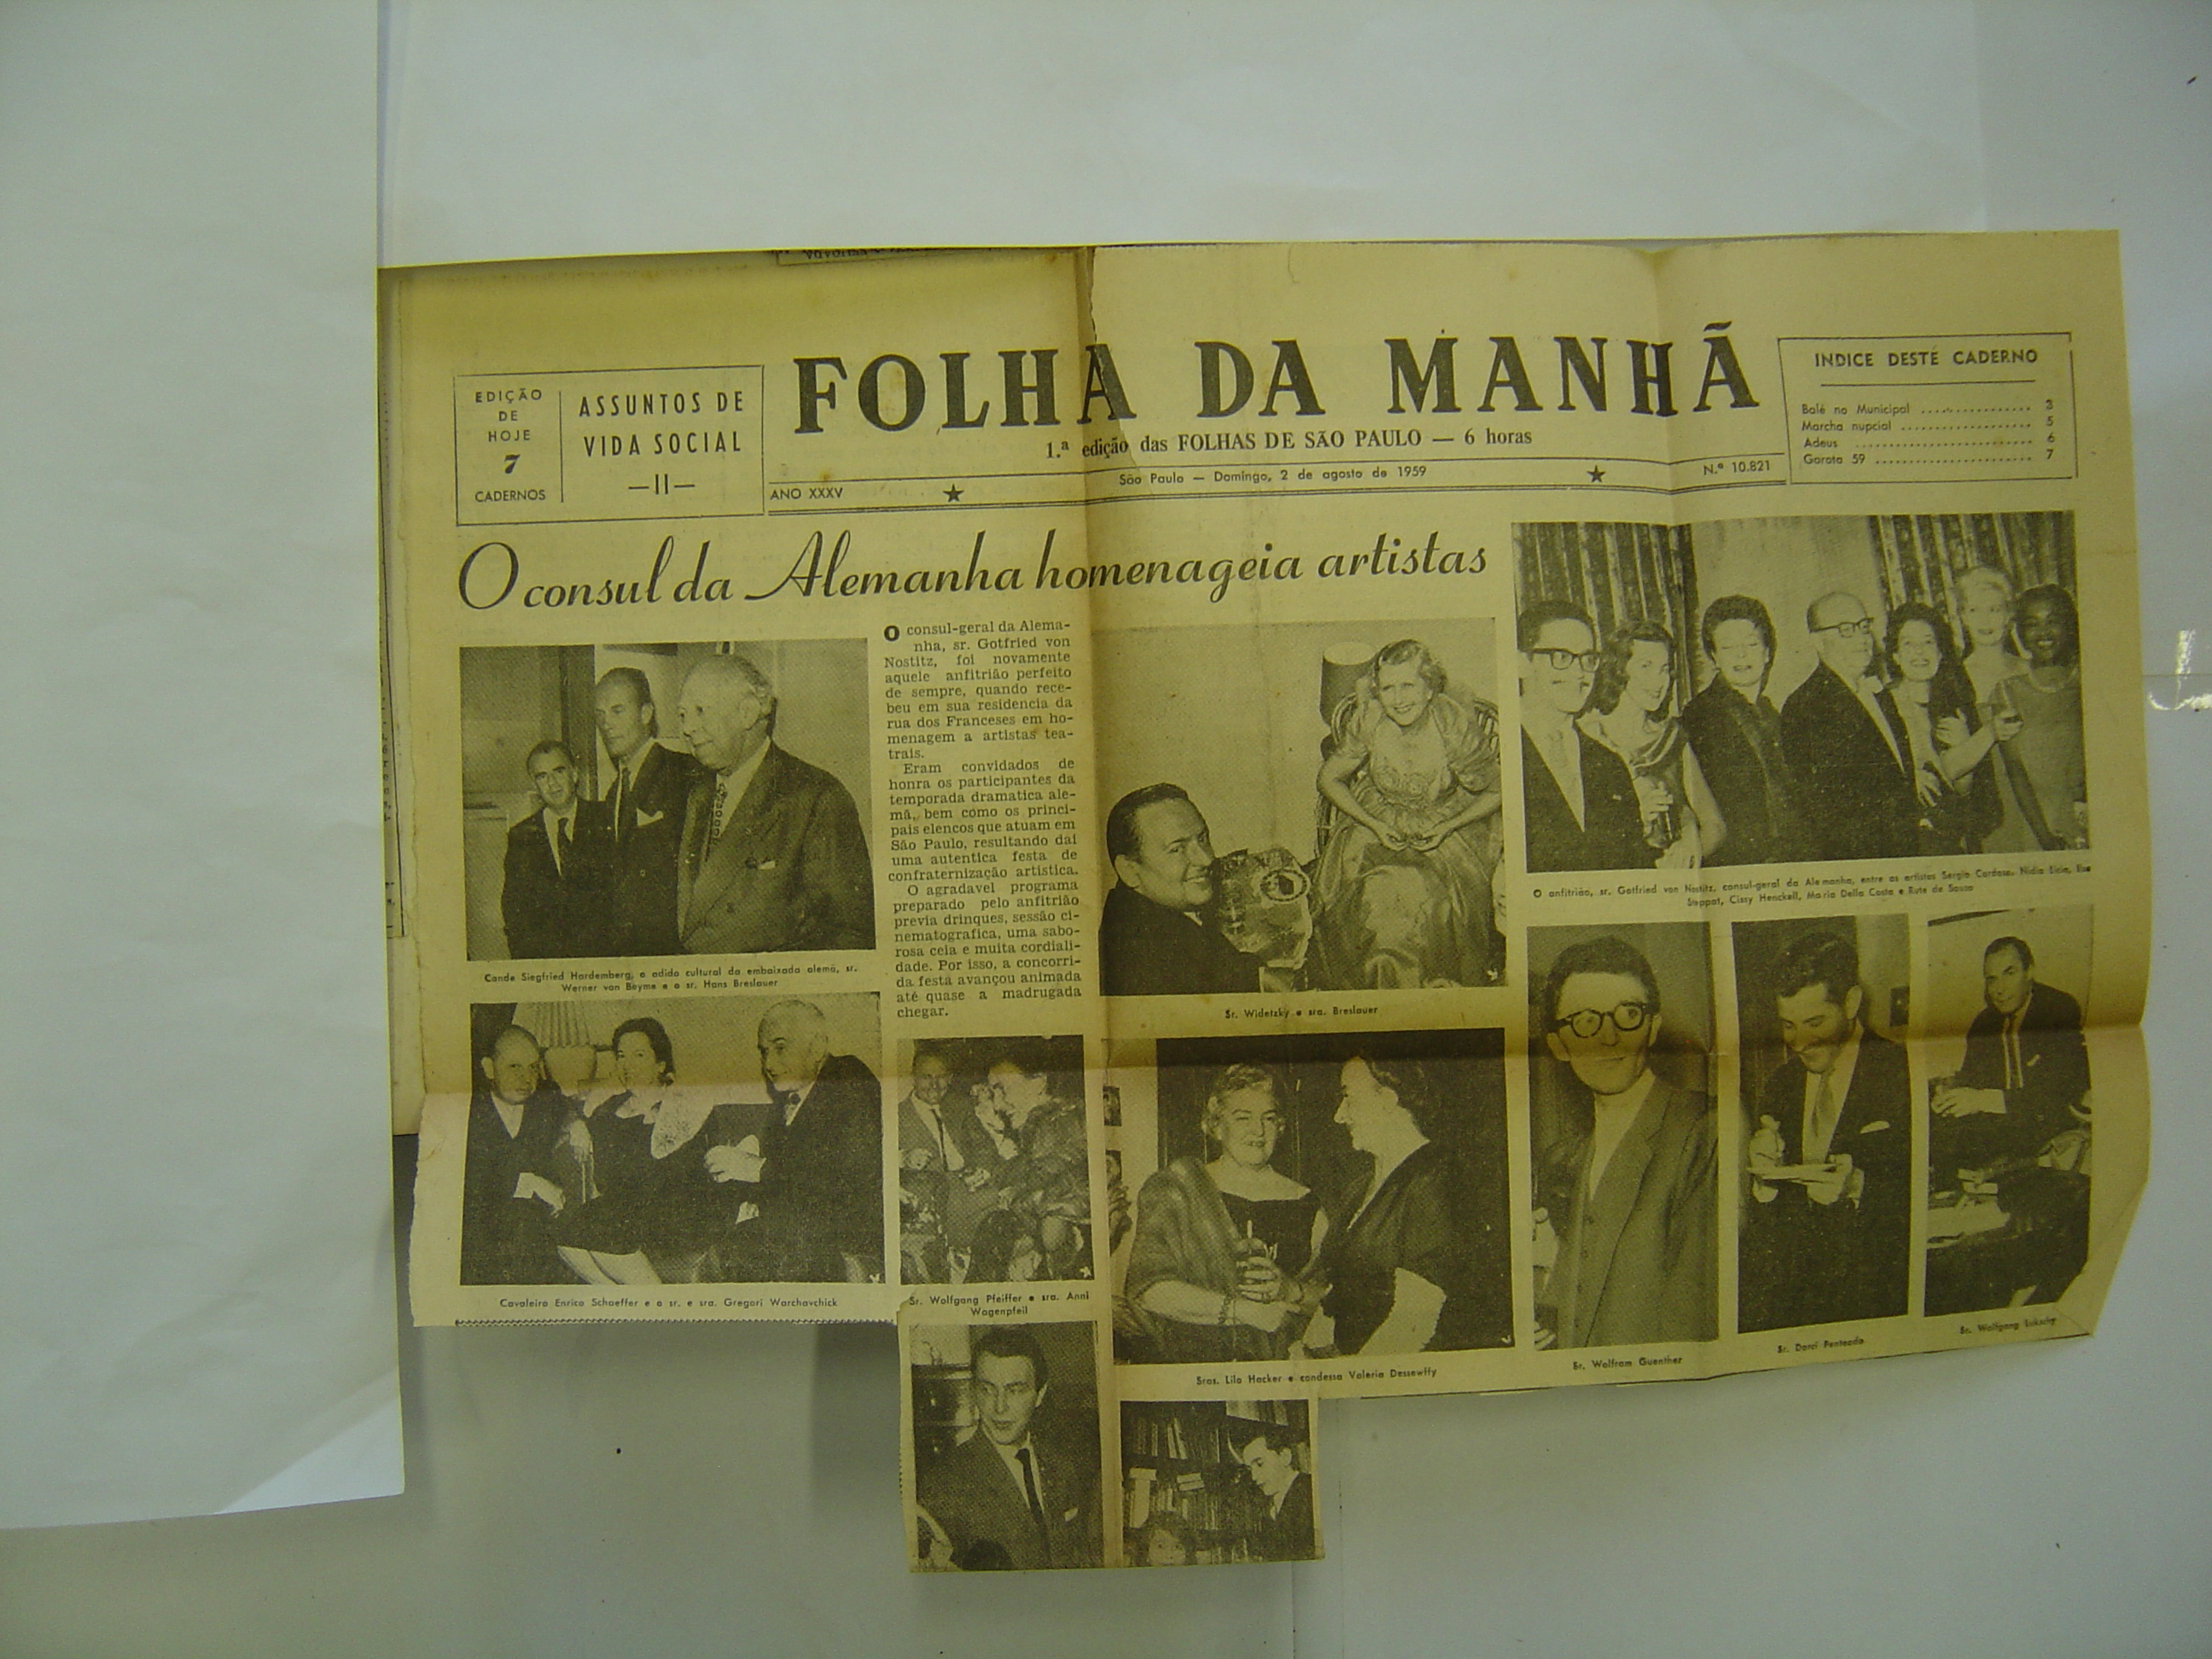 EDIÇÃO
DE
HOJE
7
CADERNOS
ASSUNTOS DE
VIDA SOCIAL
—II—
FOLHA DA MANHÃ
1.ª edição das FOLHAS DE SÃO PAULO — 6 horas
ANO XXXV
São Paulo — Domingo, 2 de agosto de 1959
N.º 10.821
INDICE DESTE CADERNO
Balé no Municipal ................ 3
Marcha nupcial ................ 5
Adeus ................ 6
Garota 59 ................ 7
O consul da Alemanha homenageia artistas
O consul-geral da Alema-
nha, sr. Gotfried von
Nostitz, foi novamente
aquele anfitrião perfeito
de sempre, quando rece-
beu em sua residencia da
rua dos Franceses em ho-
menagem a artistas tea-
trais.
Eram convidados de
honra os participantes da
temporada dramatica ale-
mã, bem como os princi-
pais elencos que atuam em
São Paulo, resultando daí
uma autentica festa de
confraternização artistica.
O agradavel programa
preparado pelo anfitrião
previa drinques, sessão ci-
nematografica, uma sabo-
rosa ceia e muita cordiali-
dade. Por isso, a concorri-
da festa avançou animada
até quase a madrugada
chegar.
Conde Siegfried Hardemberg, o adido cultural da embaixada alemã, sr.
Werner von Beyme e o sr. Hans Breslauer
Sr. Widetzky e sra. Breslauer
O anfitrião, sr. Gotfried von Nostitz, consul-geral da Alemanha, entre os artistas Sergio Cardoso, Nidia Licia, Ilse
Steppat, Cissy Henckell, Maria Della Costa e Rute de Sousa
Cavaleiro Enrico Schaeffer e o sr. e sra. Gregori Warchavchick
Sr. Wolfgang Pfeiffer e sra. Anni
Wagenpfeil
Sras. Lilo Hacker e condessa Valeria Dessewffy
Sr. Wolfram Guenther
Sr. Darci Penteado
Sr. Wolfgang Lukschy